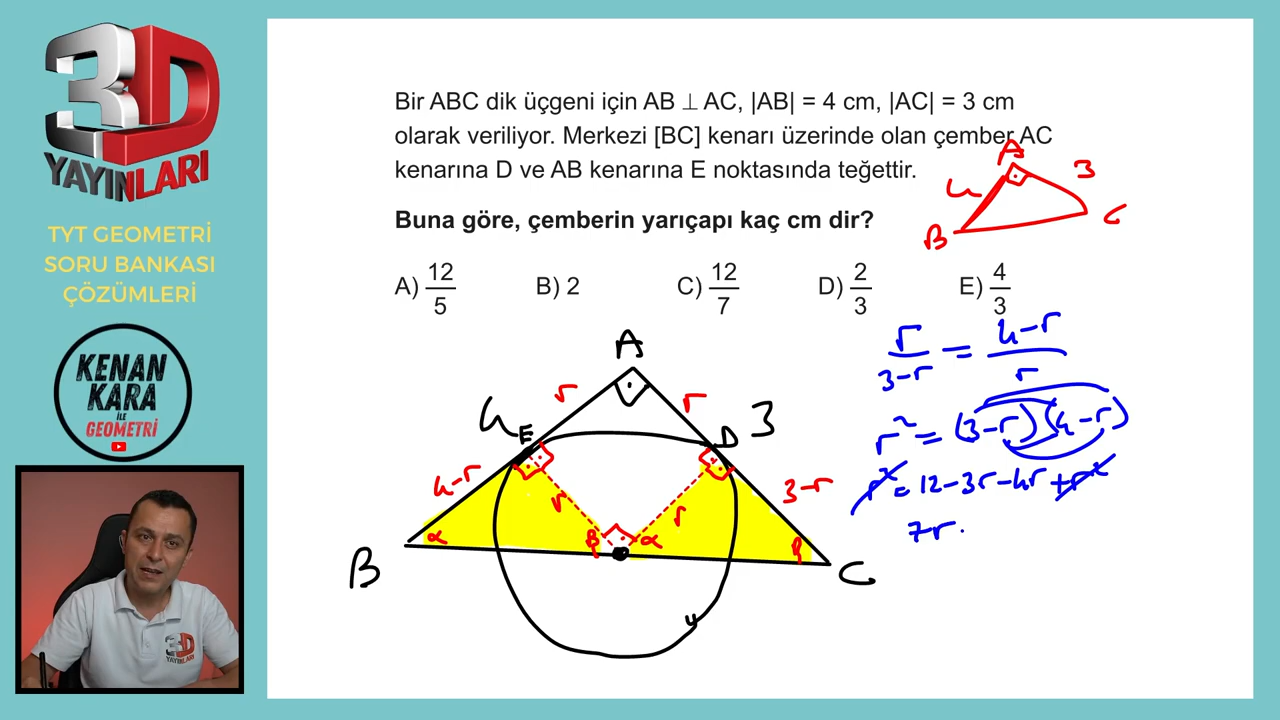 3D
YAYINLARI
TYT GEOMETRİ
SORU BANKASI
ÇÖZÜMLERİ
KENAN
KARA
İLE
GEOMETRİ
3D
YAYINLARI
Bir ABC dik üçgeni için AB ⊥ AC, |AB| = 4 cm, |AC| = 3 cm
olarak veriliyor. Merkezi [BC] kenarı üzerinde olan çember AC
kenarına D ve AB kenarına E noktasında teğettir.
Buna göre, çemberin yarıçapı kaç cm dir?
A) 12/5 B) 2 C) 12/7 D) 2/3 E) 4/3
A
4 3
B C
A
r r
4 E D 3
4-r 3-r
r r
α β α β
B C
r/(3-r) = (4-r)/r
r² = (3-r)(4-r)
r² = 12-3r-4r+r²
7r